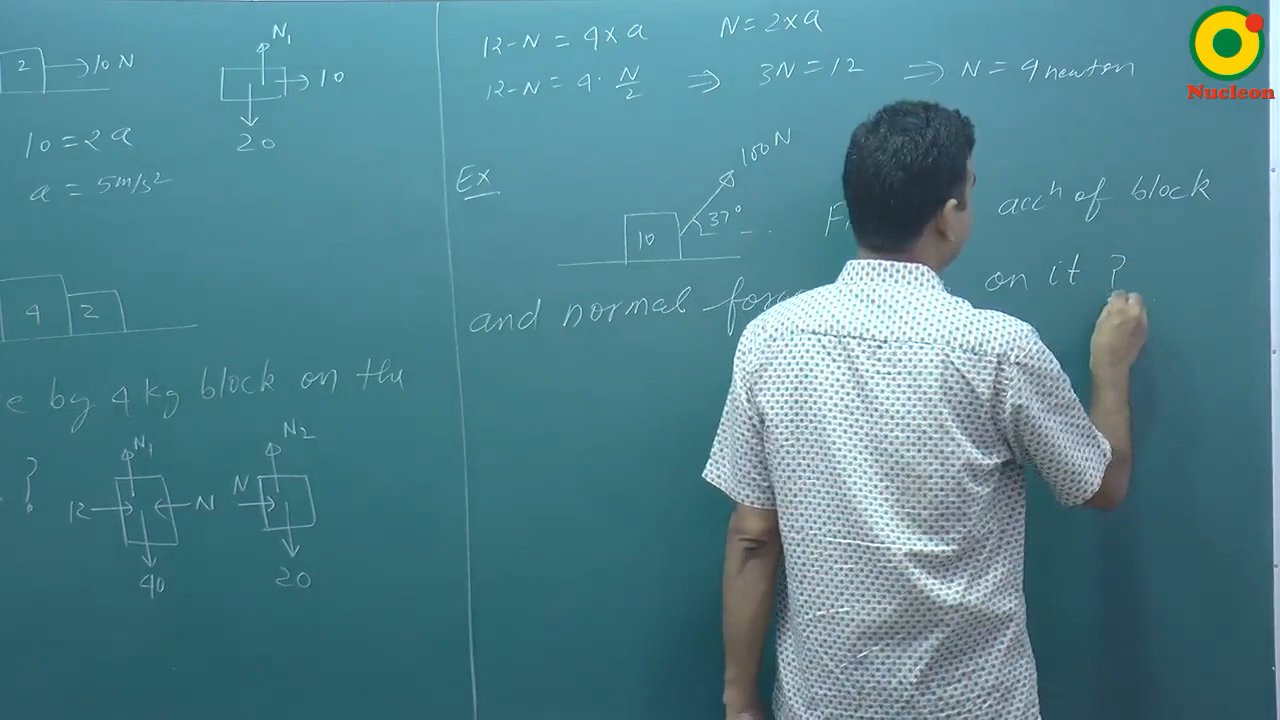 2 → 10 N
N₁
10
20
10 = 2a
a = 5m/s²
4 2
e by 4 kg block on the
?
N₁
12
N
40
N₂
N
20
12-N = 4×a N = 2×a
12-N = 4·N/2 ⇒ 3N = 12 ⇒ N = 4 newton
Ex
10
100 N
37°
F accⁿ of block
and normal for on it ?
Nucleon